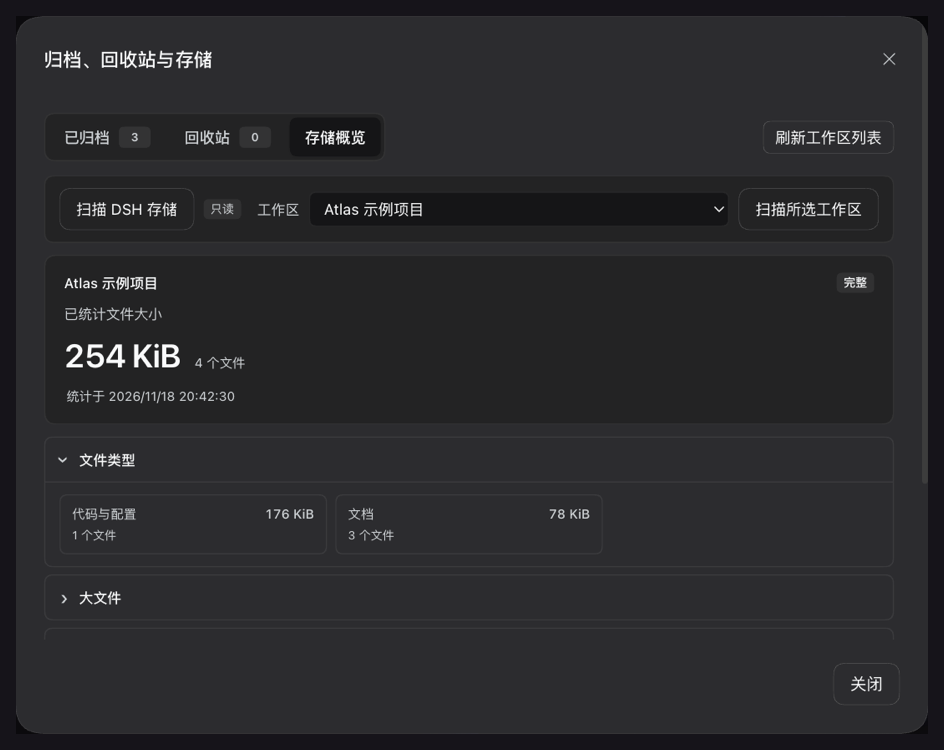 归档、回收站与存储
已归档 3 回收站 0 存储概览 刷新工作区列表
扫描 DSH 存储 只读 工作区 Atlas 示例项目 扫描所选工作区
Atlas 示例项目 完整
已统计文件大小
254 KiB 4 个文件
统计于 2026/11/18 20:42:30
文件类型
代码与配置 176 KiB 文档 78 KiB
1 个文件 3 个文件
大文件
关闭